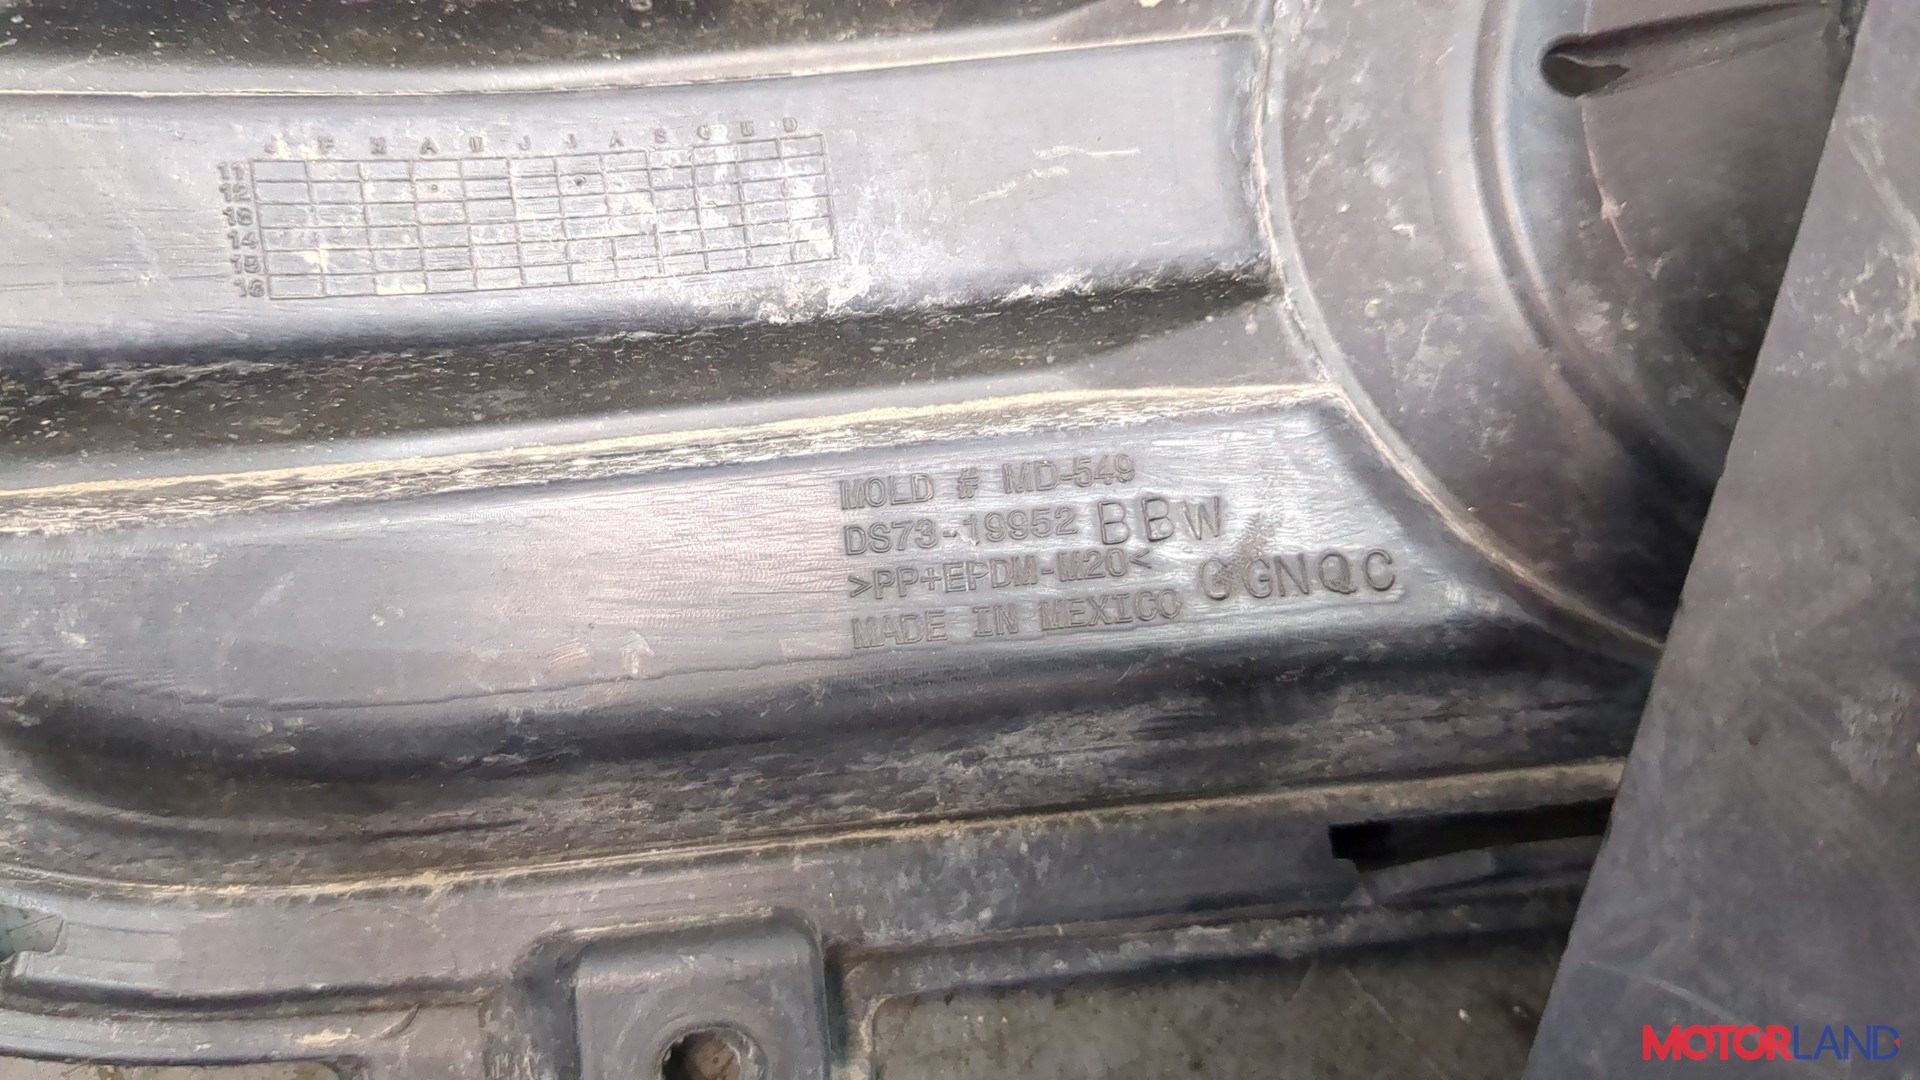 J F M A M J J A S O N D
11
12
13
14
15
16
MOLD # MD-549
DS73-19952 BBW
>PP+EPDM-M20< GGNQC
MADE IN MEXICO
MOTORLAND